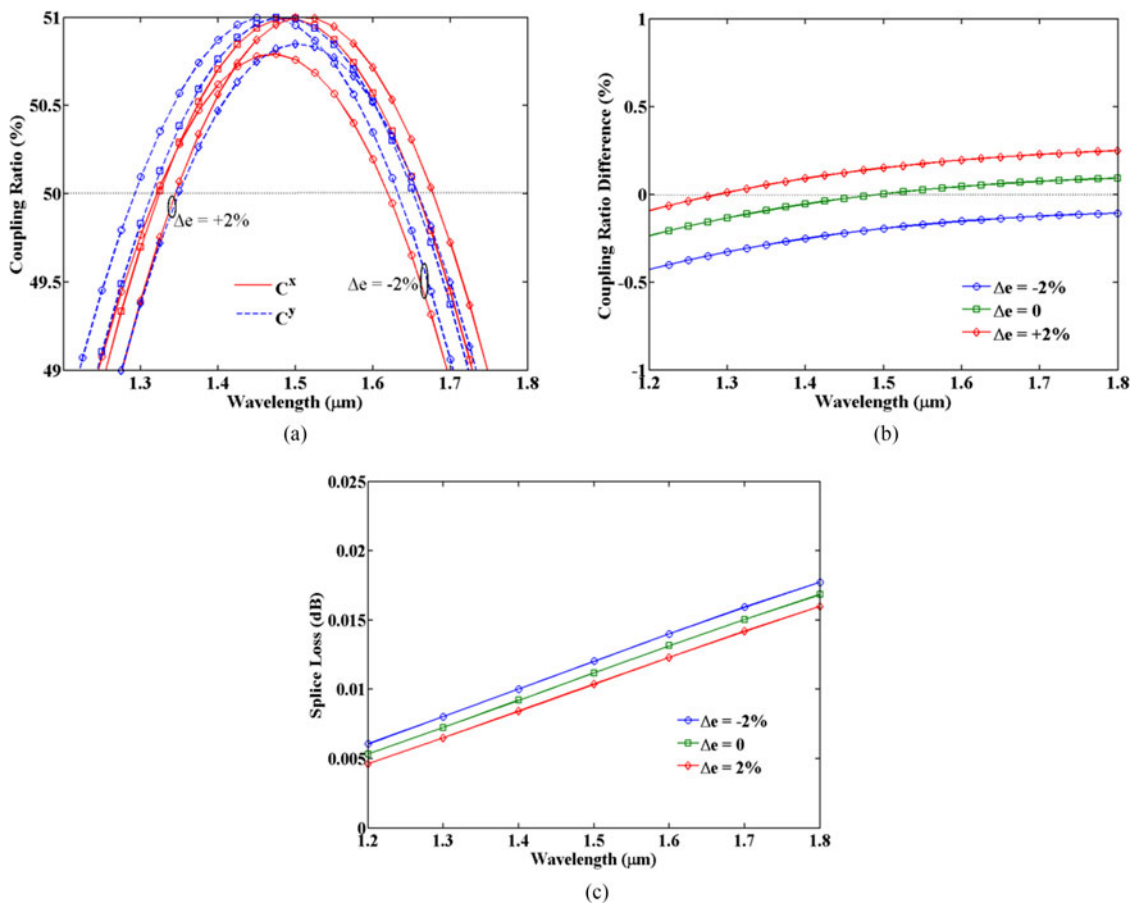 51
50.5
50
49.5
49
1.3
1.4
1.5
1.6
1.7
1.8
Coupling Ratio (%)
Wavelength (μm)
Δe = +2%
Δe = -2%
Cˣ
Cʸ
(a)
1
0.5
0
-0.5
-1
1.2
1.3
1.4
1.5
1.6
1.7
1.8
Coupling Ratio Difference (%)
Wavelength (μm)
Δe = -2%
Δe = 0
Δe = +2%
(b)
0.025
0.02
0.015
0.01
0.005
0
1.2
1.3
1.4
1.5
1.6
1.7
1.8
Splice Loss (dB)
Wavelength (μm)
Δe = -2%
Δe = 0
Δe = 2%
(c)